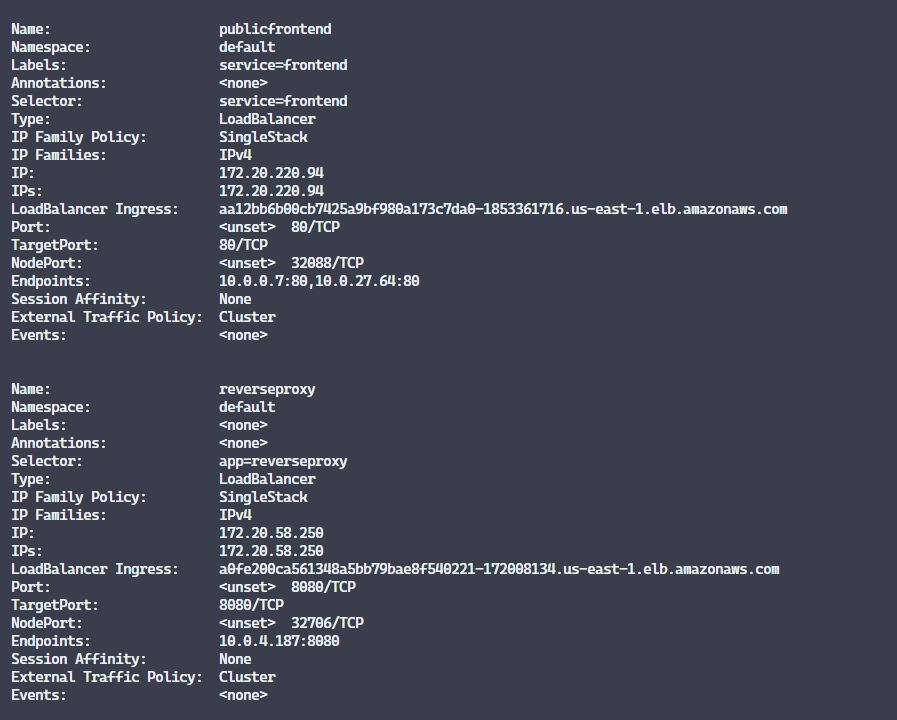 Name:                     publicfrontend
Namespace:                default
Labels:                   service=frontend
Annotations:              <none>
Selector:                 service=frontend
Type:                     LoadBalancer
IP Family Policy:         SingleStack
IP Families:              IPv4
IP:                       172.20.220.94
IPs:                      172.20.220.94
LoadBalancer Ingress:     aa12bb6b00cb7425a9bf980a173c7da0-1853361716.us-east-1.elb.amazonaws.com
Port:                     <unset>  80/TCP
TargetPort:               80/TCP
NodePort:                 <unset>  32088/TCP
Endpoints:                10.0.0.7:80,10.0.27.64:80
Session Affinity:         None
External Traffic Policy:  Cluster
Events:                   <none>

Name:                     reverseproxy
Namespace:                default
Labels:                   <none>
Annotations:              <none>
Selector:                 app=reverseproxy
Type:                     LoadBalancer
IP Family Policy:         SingleStack
IP Families:              IPv4
IP:                       172.20.58.250
IPs:                      172.20.58.250
LoadBalancer Ingress:     a0fe200ca561348a5bb79bae8f540221-172008134.us-east-1.elb.amazonaws.com
Port:                     <unset>  8080/TCP
TargetPort:               8080/TCP
NodePort:                 <unset>  32706/TCP
Endpoints:                10.0.4.187:8080
Session Affinity:         None
External Traffic Policy:  Cluster
Events:                   <none>